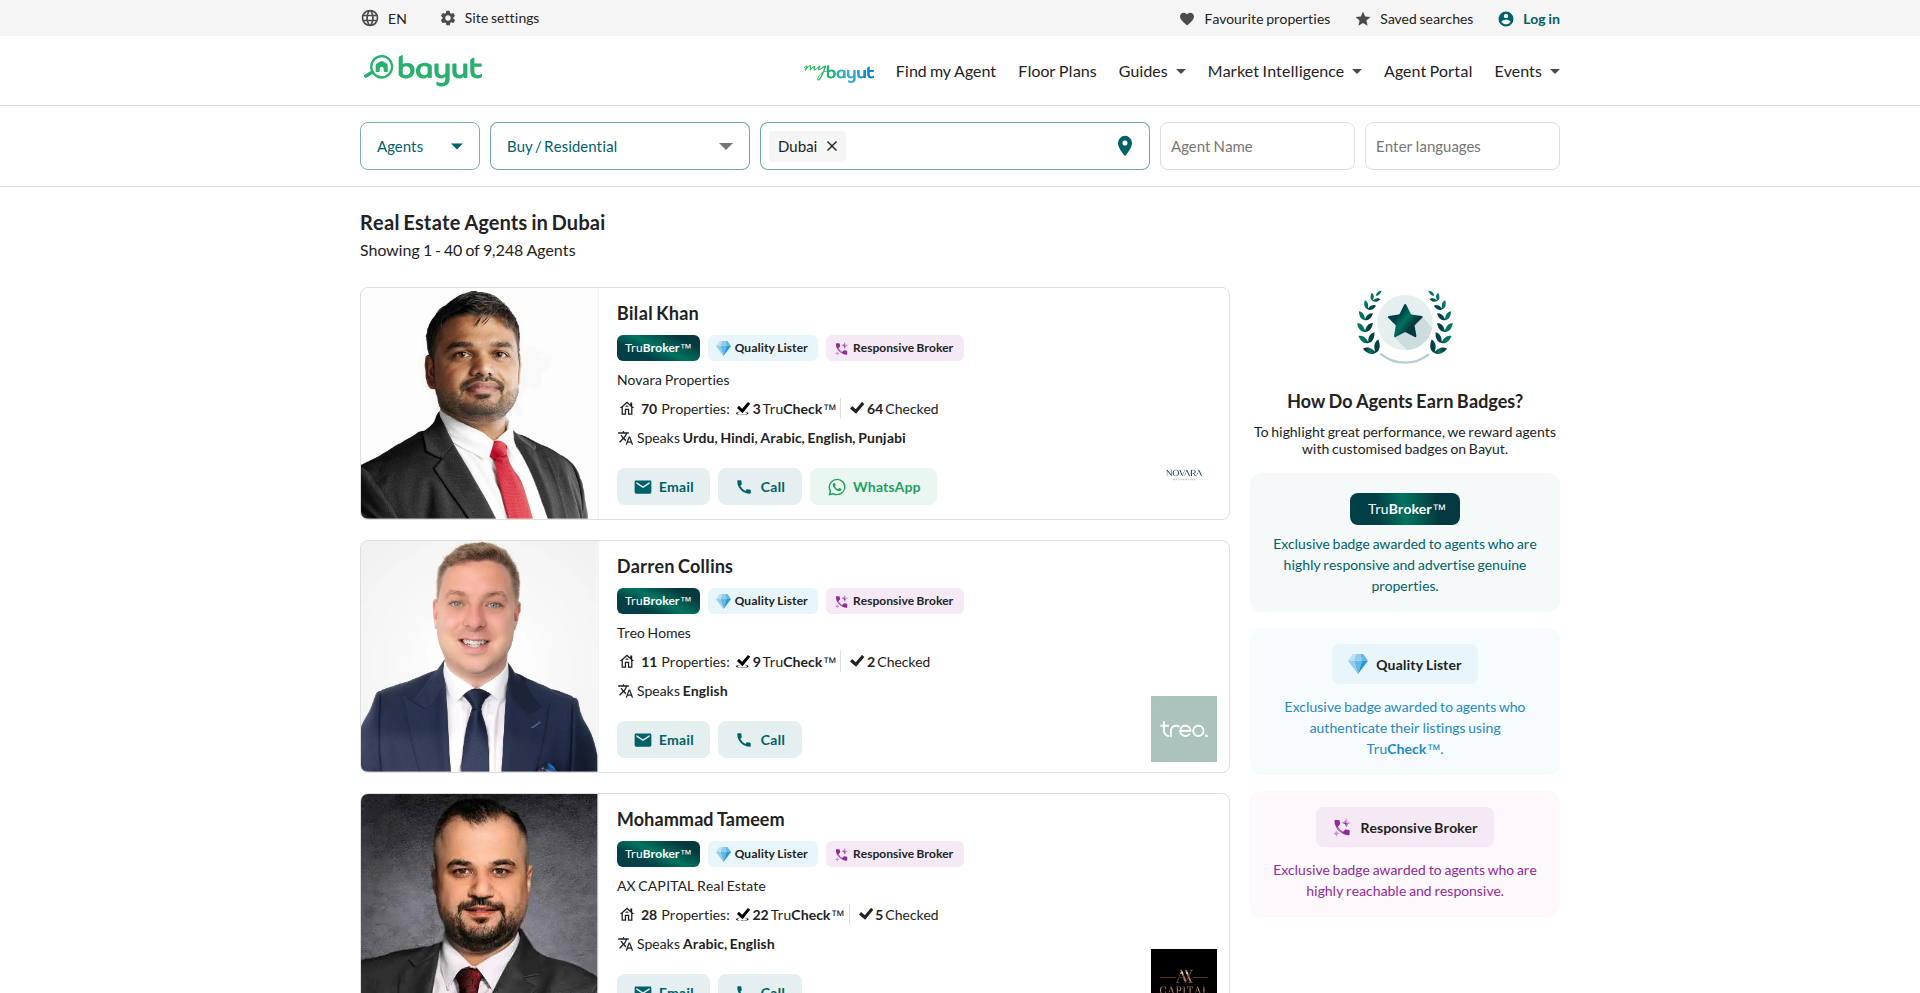 EN
Site settings
Favourite properties
Saved searches
Log in
bayut
mybayut
Find my Agent
Floor Plans
Guides
Market Intelligence
Agent Portal
Events
Agents
Buy / Residential
Dubai
Agent Name
Enter languages
Real Estate Agents in Dubai
Showing 1 - 40 of 9,248 Agents
Bilal Khan
TruBroker™ Quality Lister Responsive Broker
Novara Properties
70 Properties: 3 TruCheck™ 64 Checked
Speaks Urdu, Hindi, Arabic, English, Punjabi
Email Call WhatsApp
NOVARA
Darren Collins
TruBroker™ Quality Lister Responsive Broker
Treo Homes
11 Properties: 9 TruCheck™ 2 Checked
Speaks English
Email Call
treo.
Mohammad Tameem
TruBroker™ Quality Lister Responsive Broker
AX CAPITAL Real Estate
28 Properties: 22 TruCheck™ 5 Checked
Speaks Arabic, English
Email Call
AX
CAPITAL
How Do Agents Earn Badges?
To highlight great performance, we reward agents
with customised badges on Bayut.
TruBroker™
Exclusive badge awarded to agents who are
highly responsive and advertise genuine
properties.
Quality Lister
Exclusive badge awarded to agents who
authenticate their listings using
TruCheck™.
Responsive Broker
Exclusive badge awarded to agents who are
highly reachable and responsive.